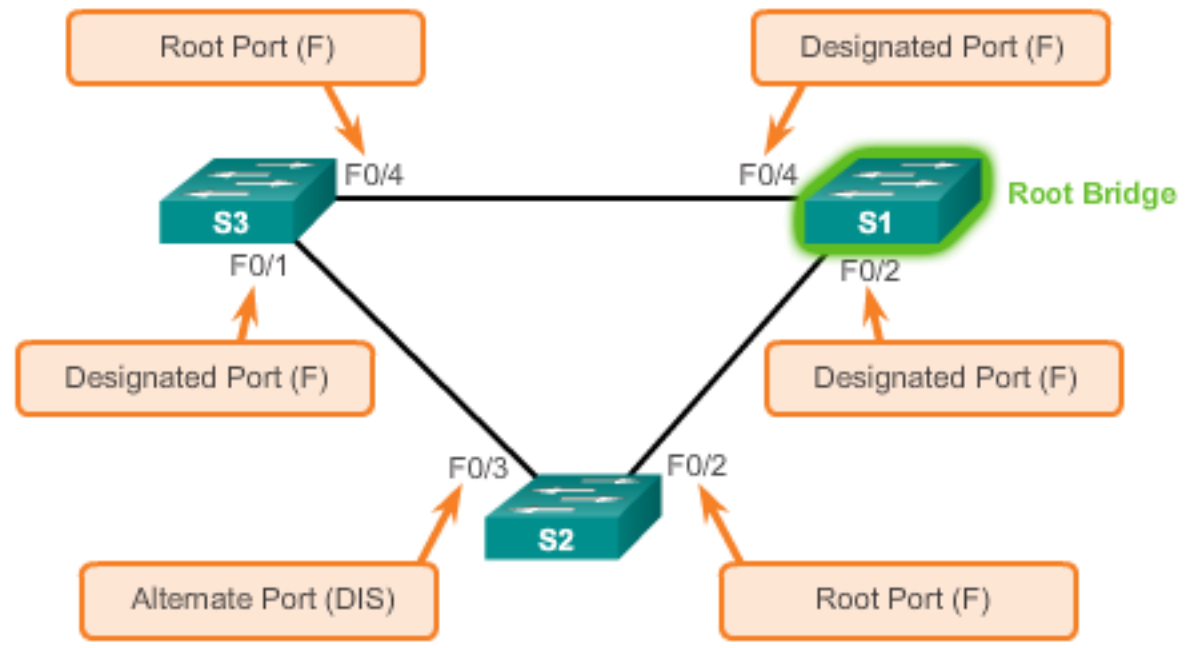 Root Port (F)
Designated Port (F)
F0/4
F0/4
Root Bridge
S3
S1
F0/1
F0/2
Designated Port (F)
Designated Port (F)
F0/3
F0/2
S2
Alternate Port (DIS)
Root Port (F)